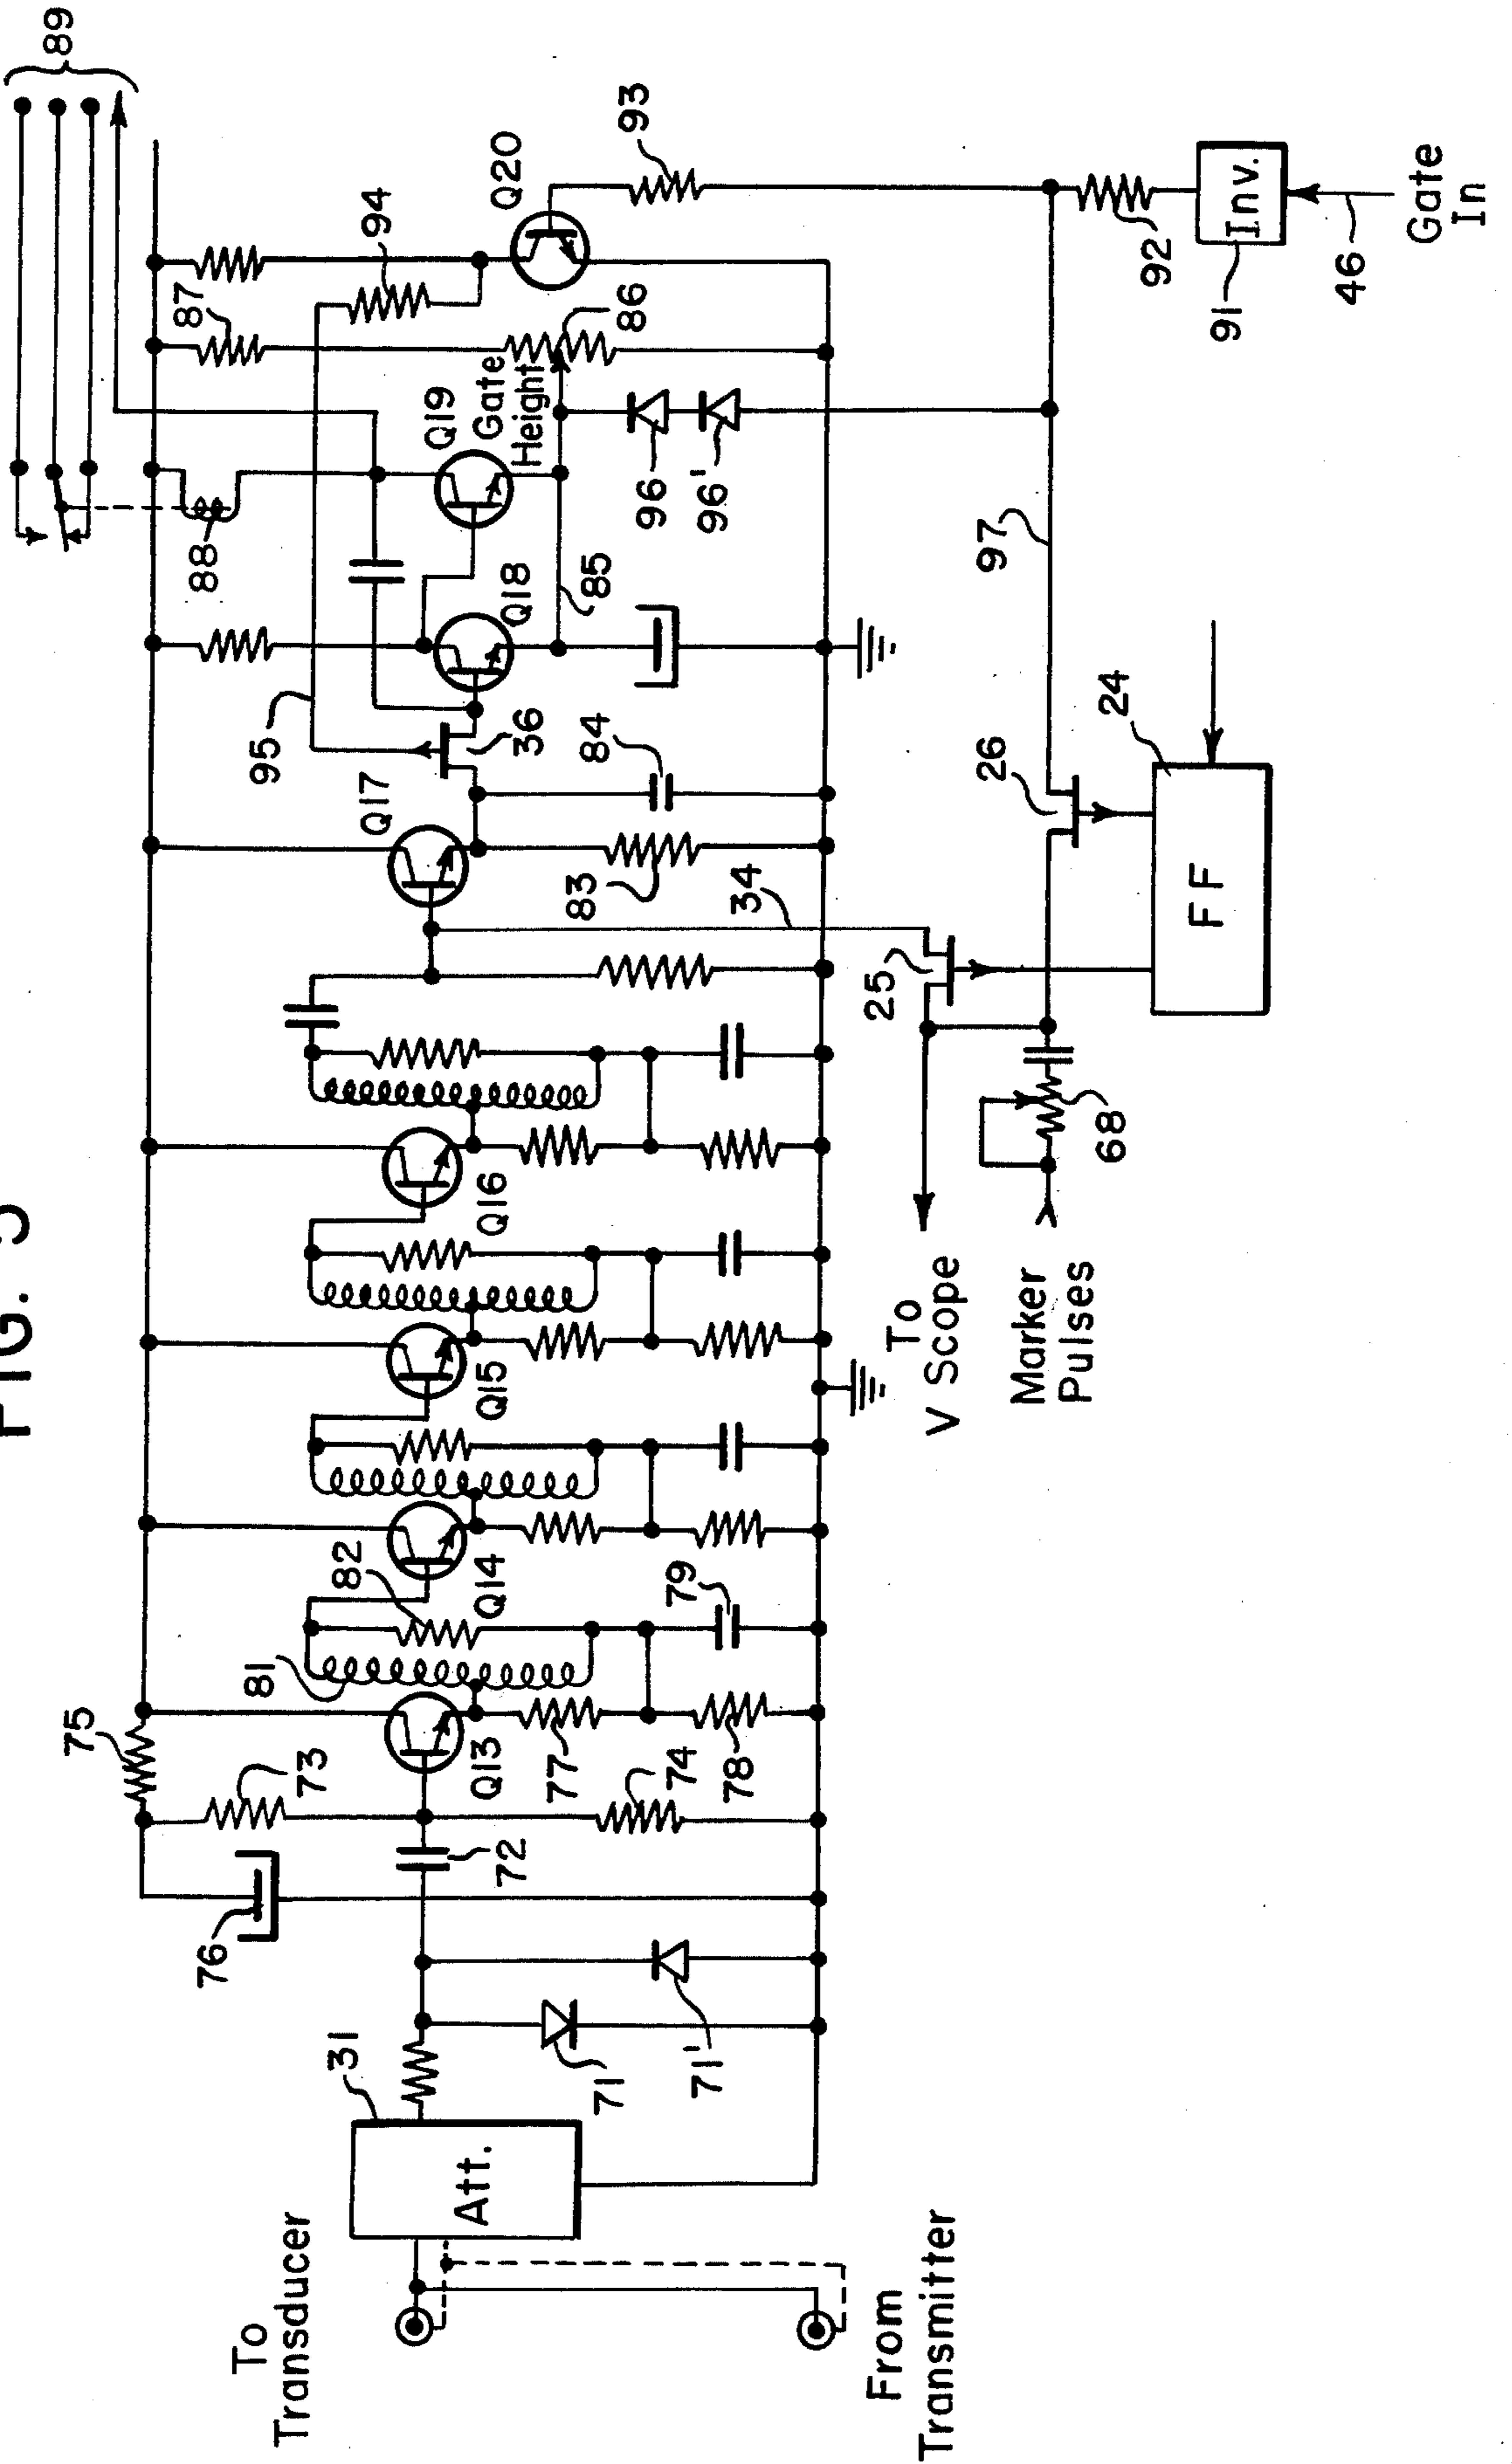 FIG.
89
75
73
76
81
82
88
87
94
95
Q13
Q14
Q15
Q16
Q17
Q18
Q19
Q20
Gate
Height
To
Transducer
31
Att.
72
77
74
78
79
71
71'
83
84
36
85
86
96
96'
93
34
97
From
Transmitter
To
V Scope
Marker
Pulses
68
25
26
24
FF
92
91
Inv.
46
Gate
In